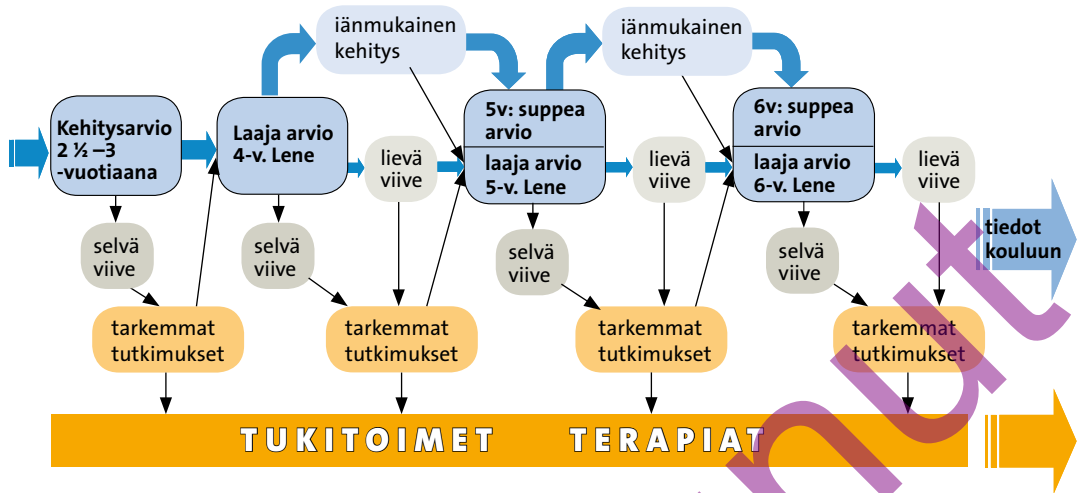 iänmukainen
kehitys
iänmukainen
kehitys
Kehitysarvio
2 ½ –3
-vuotiaana
Laaja arvio
4-v. Lene
lievä
viive
5v: suppea
arvio
laaja arvio
5-v. Lene
lievä
viive
6v: suppea
arvio
laaja arvio
6-v. Lene
lievä
viive
selvä
viive
selvä
viive
selvä
viive
selvä
viive
tiedot
kouluun
tarkemmat
tutkimukset
tarkemmat
tutkimukset
tarkemmat
tutkimukset
tarkemmat
tutkimukset
TUKITOIMET TERAPIAT
nut